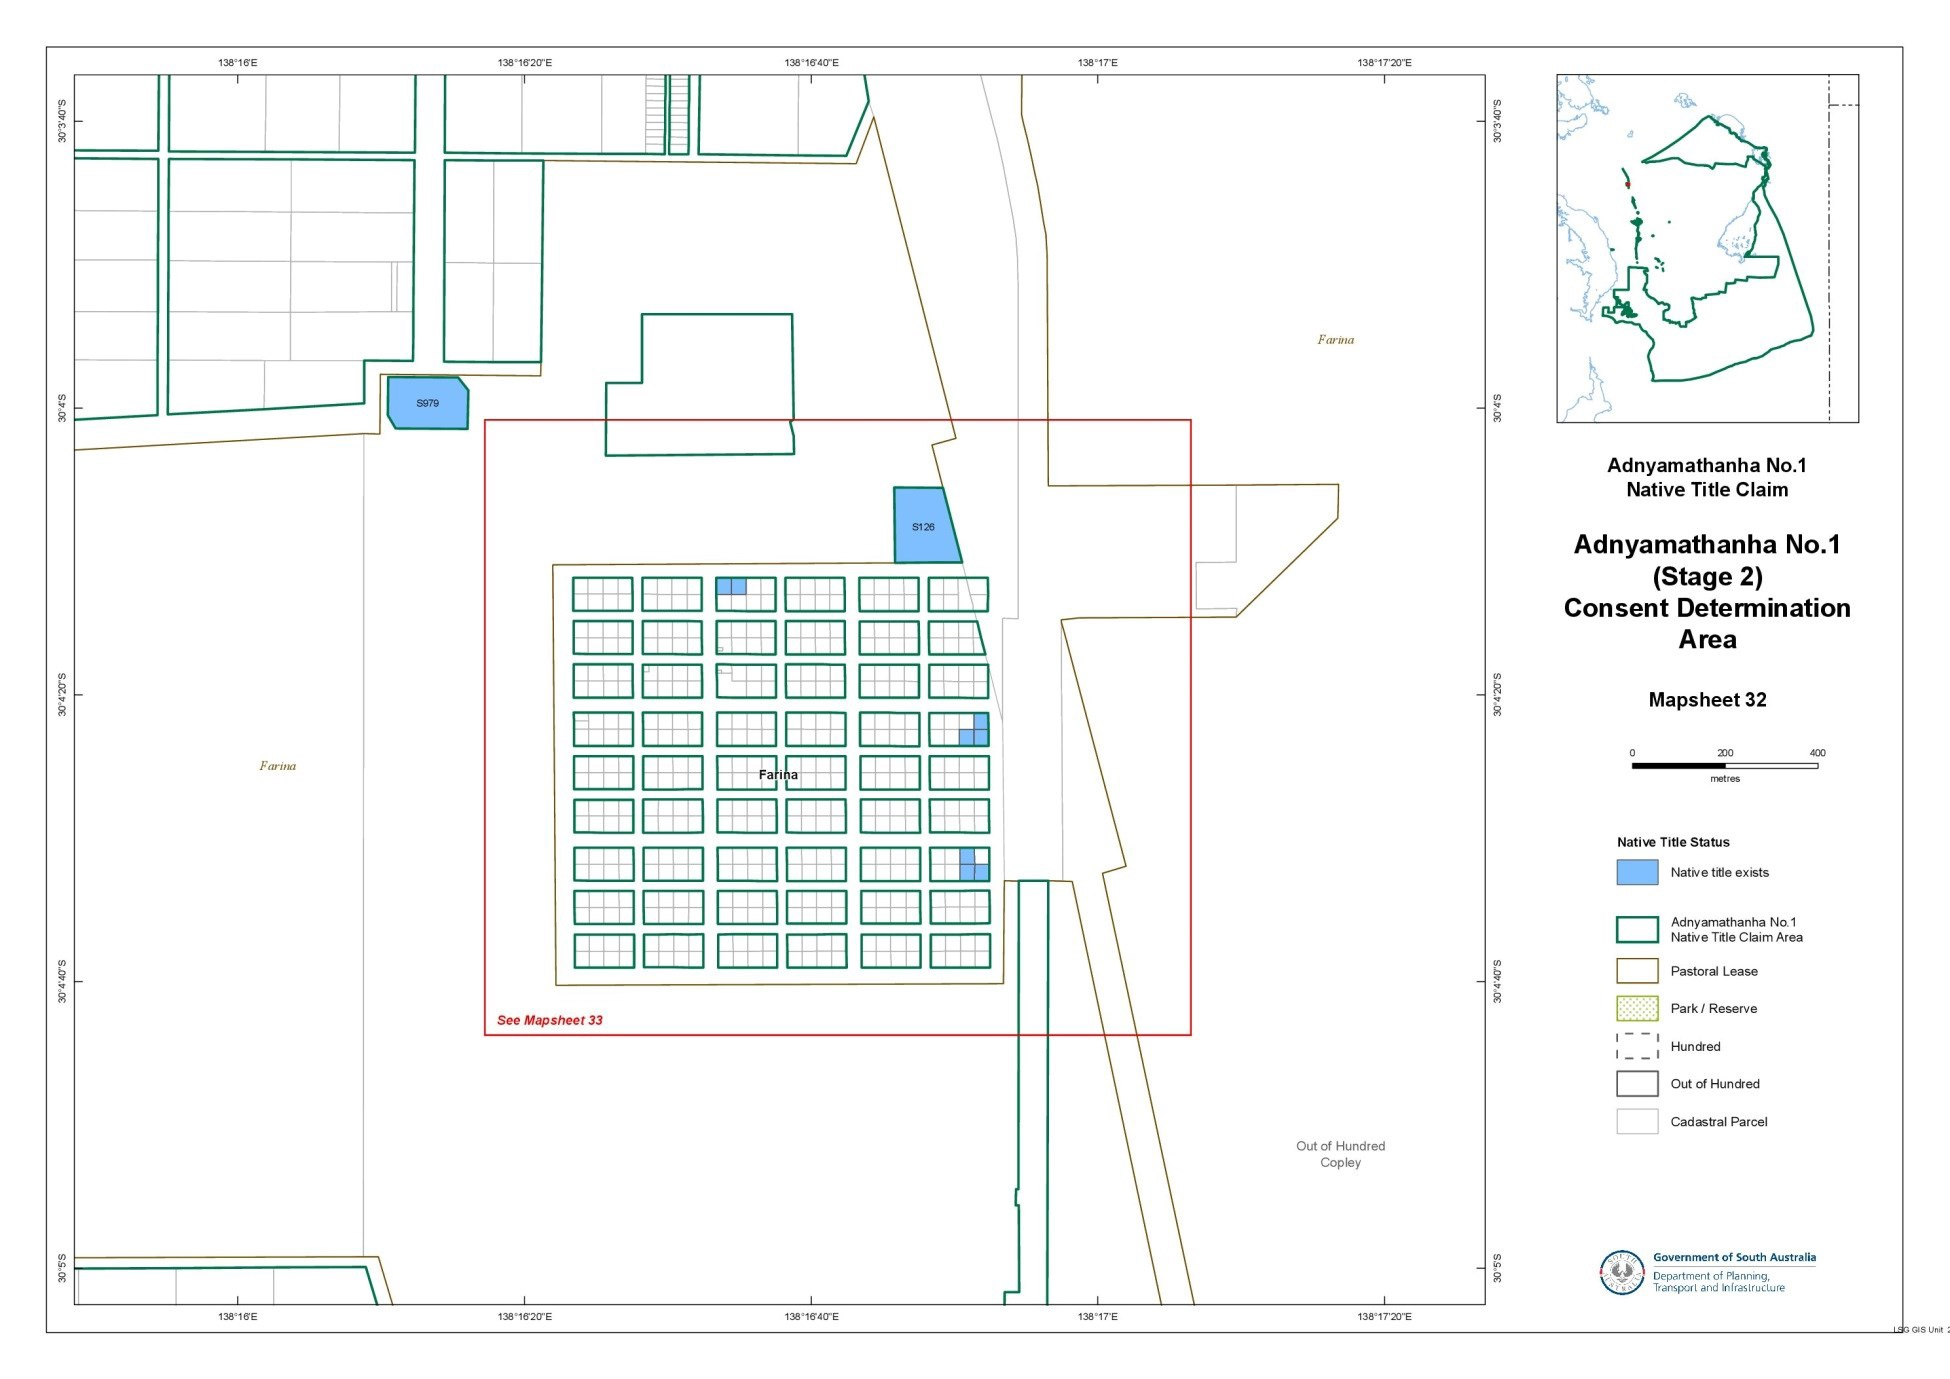 138°16'E
138°16'20"E
138°16'40"E
138°17'E
138°17'20"E
30°3'40"S
30°3'40"S
Farina
S979
30°4'S
30°4'S
S126
30°4'20"S
30°4'20"S
Farina
Farina
30°4'40"S
30°4'40"S
See Mapsheet 33
Out of Hundred
Copley
30°5'S
30°5'S
138°16'E
138°16'20"E
138°16'40"E
138°17'E
138°17'20"E
Adnyamathanha No.1
Native Title Claim
Adnyamathanha No.1
(Stage 2)
Consent Determination
Area
Mapsheet 32
0 200 400
metres
Native Title Status
Native title exists
Adnyamathanha No.1
Native Title Claim Area
Pastoral Lease
Park / Reserve
Hundred
Out of Hundred
Cadastral Parcel
Government of South Australia
Department of Planning,
Transport and Infrastructure
LSG GIS Unit